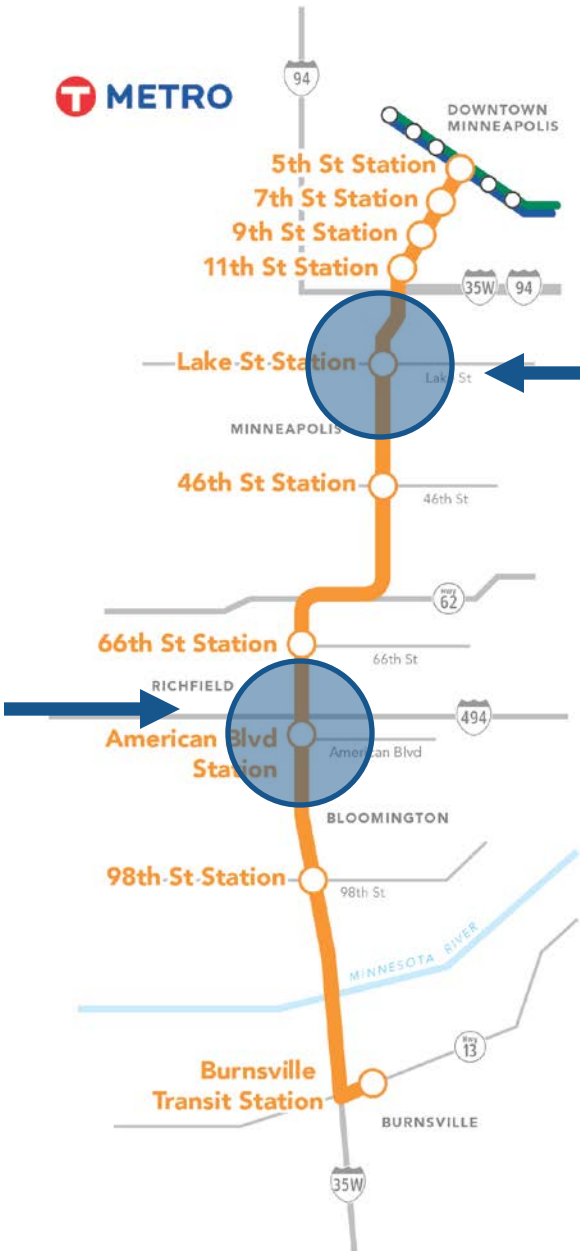 94
T METRO
DOWNTOWN
MINNEAPOLIS
5th St Station
7th St Station
9th St Station
11th St Station
35W 94
Lake St Station
Lake St
MINNEAPOLIS
46th St Station
46th St
HWY
62
66th St Station
66th St
RICHFIELD
494
American Blvd
Station
American Blvd
BLOOMINGTON
98th St Station
98th St
MINNESOTA RIVER
Hwy
13
Burnsville
Transit Station
BURNSVILLE
35W